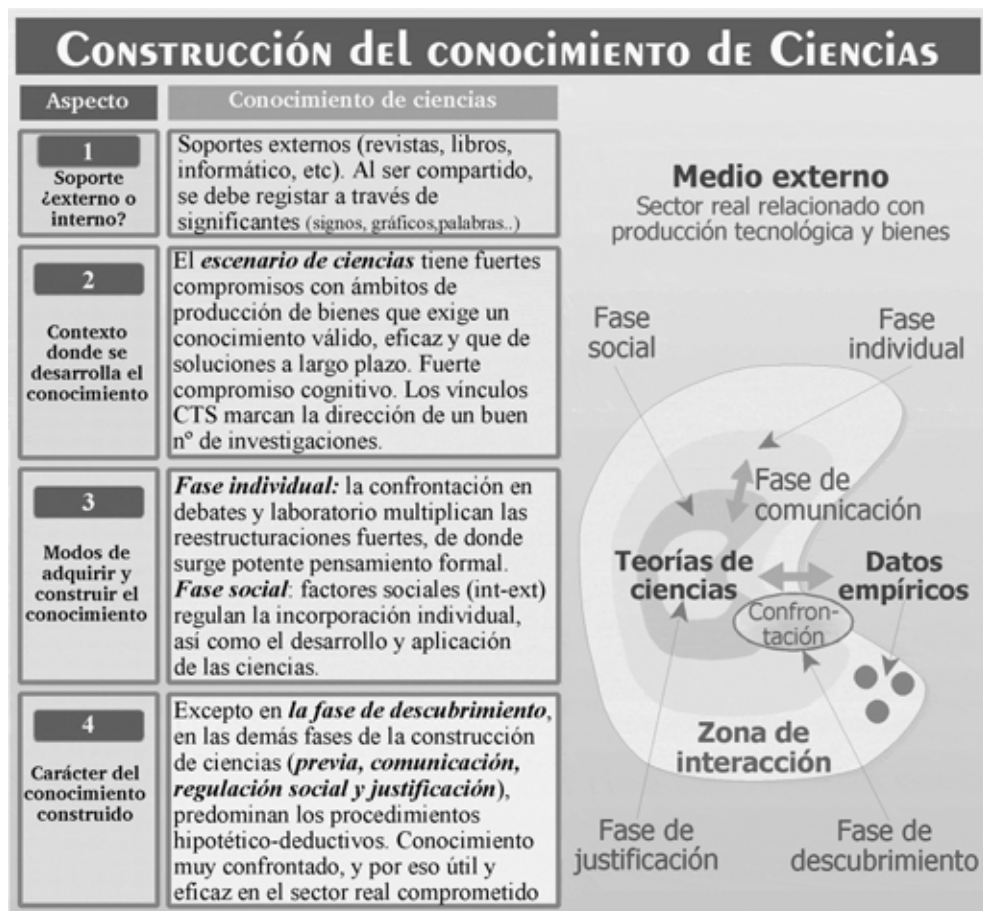 Construcción del conocimiento de Ciencias
Aspecto
Conocimiento de ciencias
1
Soporte
¿externo o
interno?
Soportes externos (revistas, libros,
informático, etc). Al ser compartido,
se debe registar a través de
significantes (signos, gráficos,palabras..)
2
Contexto
donde se
desarrolla el
conocimiento
El escenario de ciencias tiene fuertes
compromisos con ámbitos de
producción de bienes que exige un
conocimiento válido, eficaz y que de
soluciones a largo plazo. Fuerte
compromiso cognitivo. Los vínculos
CTS marcan la dirección de un buen
nº de investigaciones.
3
Modos de
adquirir y
construir el
conocimiento
Fase individual: la confrontación en
debates y laboratorio multiplican las
reestructuraciones fuertes, de donde
surge potente pensamiento formal.
Fase social: factores sociales (int-ext)
regulan la incorporación individual,
así como el desarrollo y aplicación
de las ciencias.
4
Carácter del
conocimiento
construido
Excepto en la fase de descubrimiento,
en las demás fases de la construcción
de ciencias (previa, comunicación,
regulación social y justificación),
predominan los procedimientos
hipotético-deductivos. Conocimiento
muy confrontado, y por eso útil y
eficaz en el sector real comprometido
Medio externo
Sector real relacionado con
producción tecnológica y bienes
Fase
social
Fase
individual
Fase de
comunicación
Teorías de
ciencias
Datos
empíricos
Confron-
tación
Zona de
interacción
Fase de
justificación
Fase de
descubrimiento